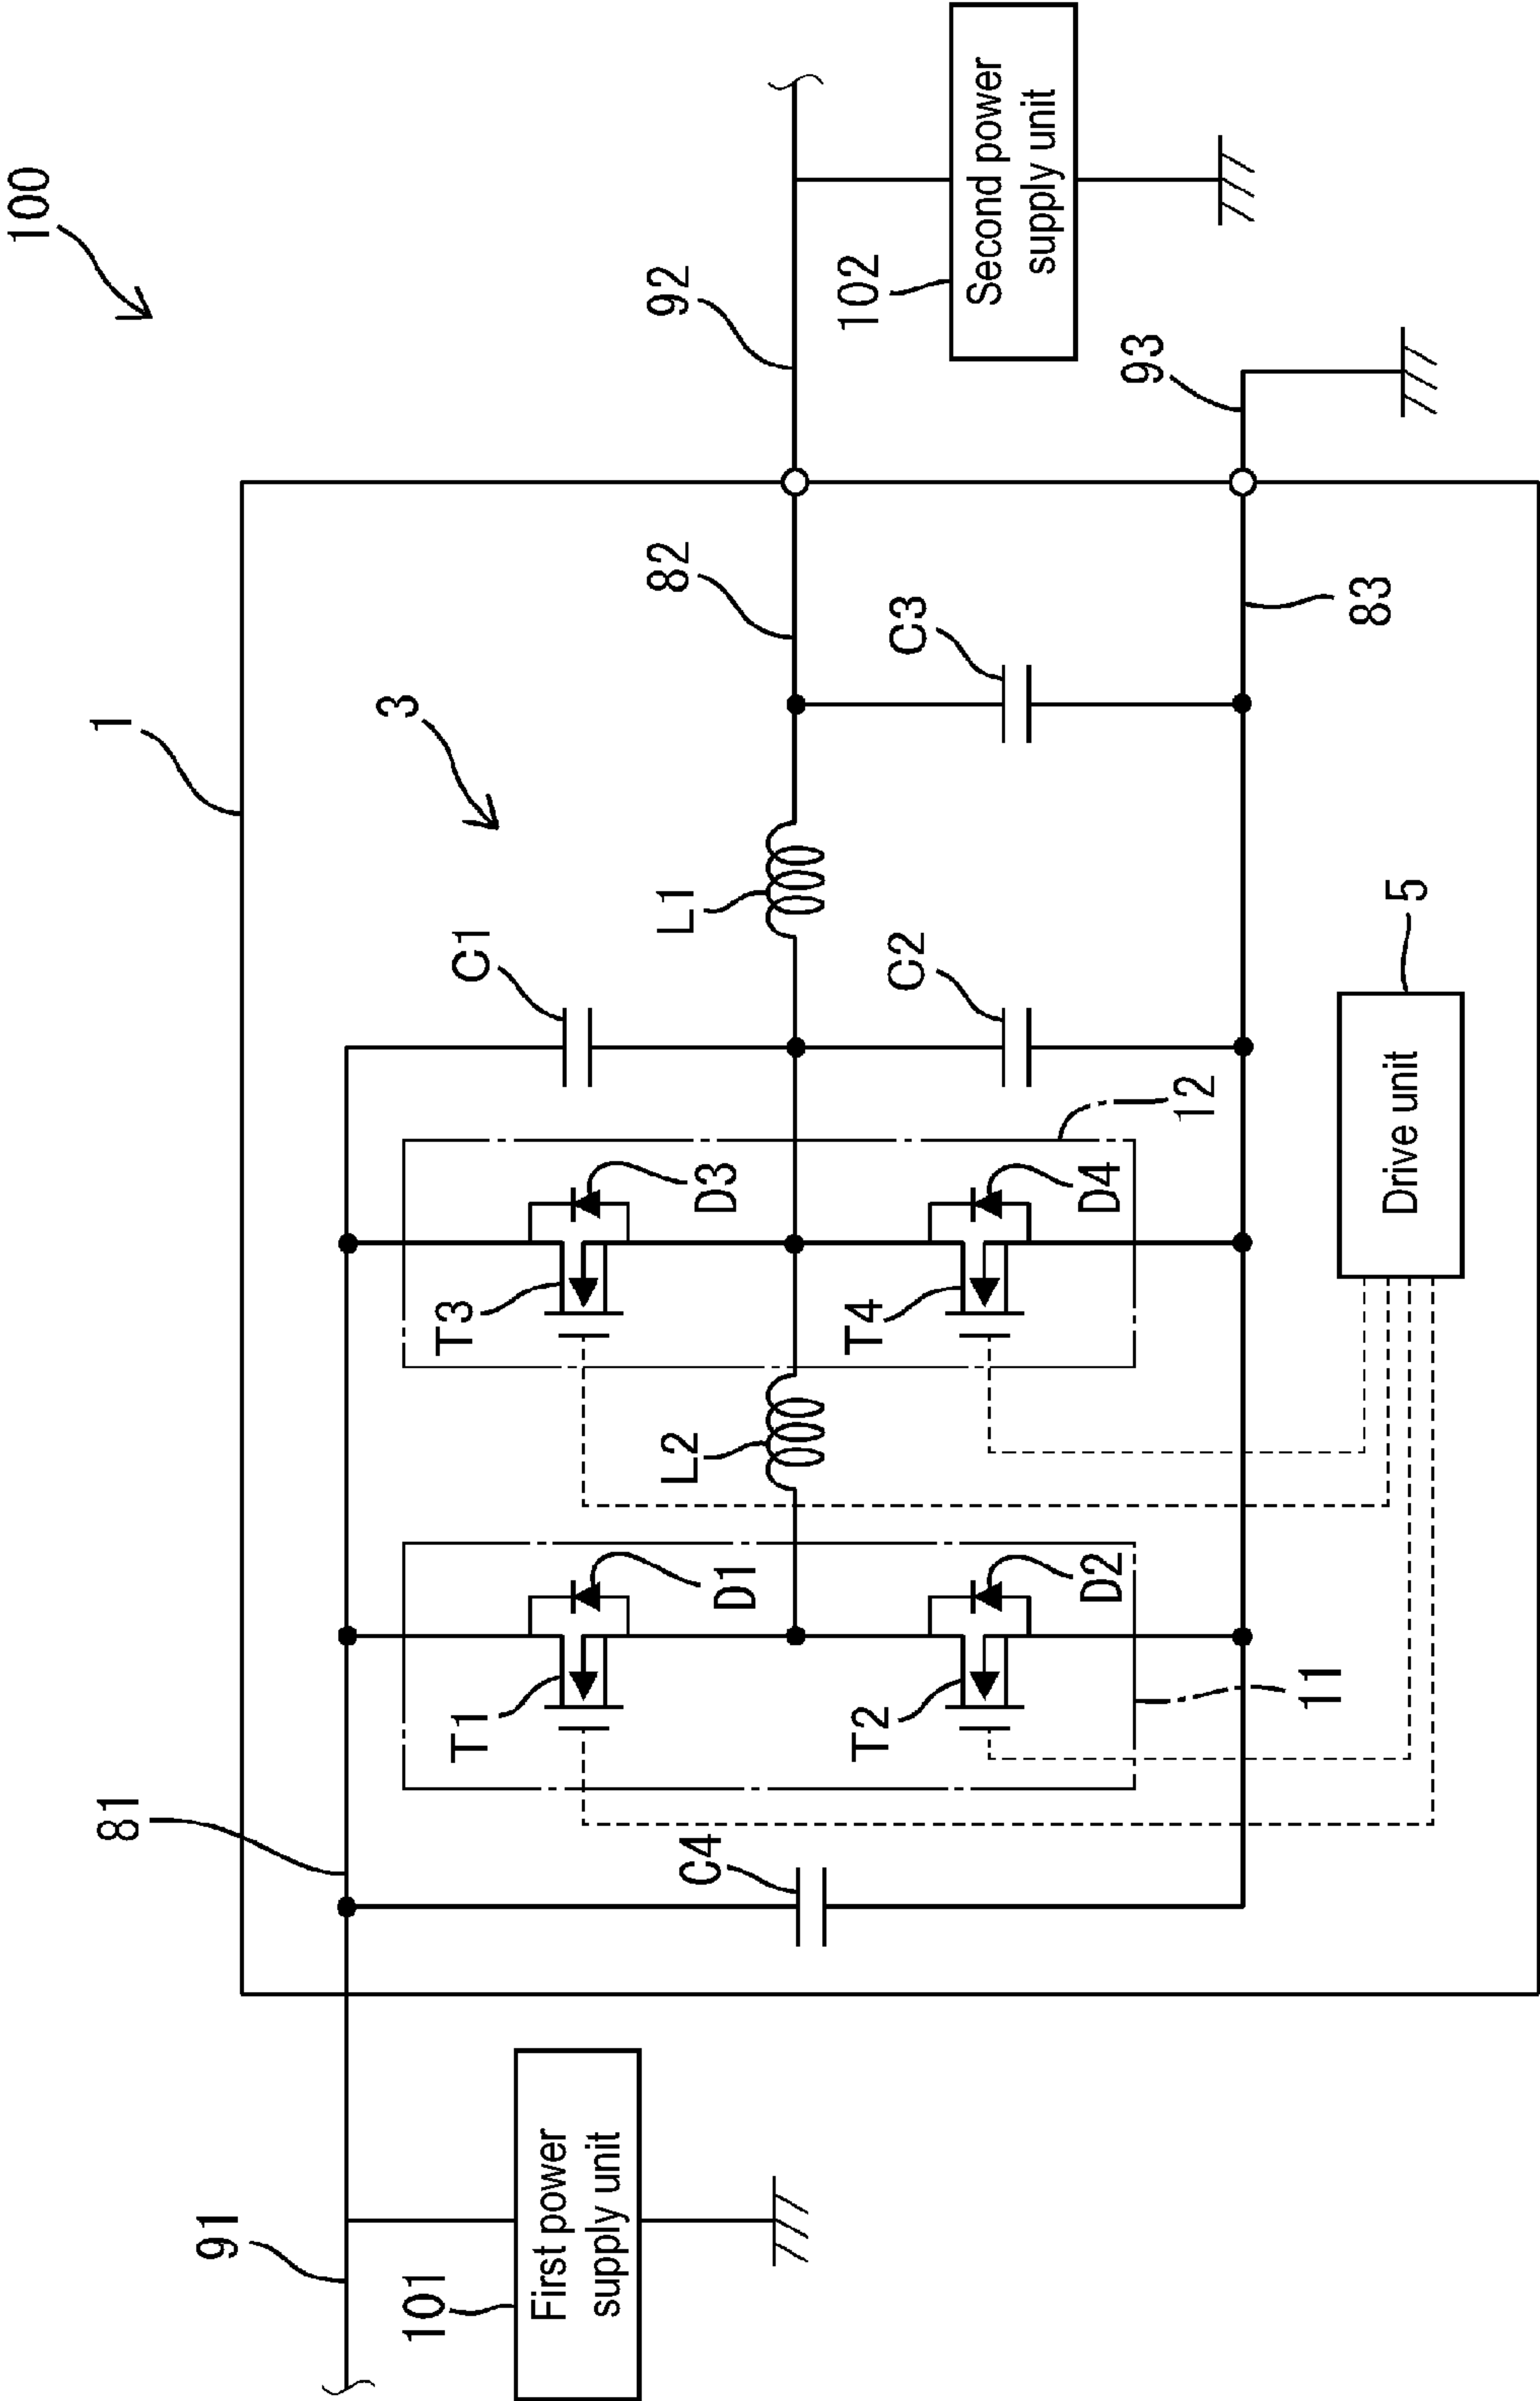 100
1
3
91
81
82
92
93
83
101
First power
supply unit
102
Second power
supply unit
C4
T1
D1
T2
D2
11
L2
T3
D3
T4
D4
12
C1
C2
L1
C3
5
Drive unit